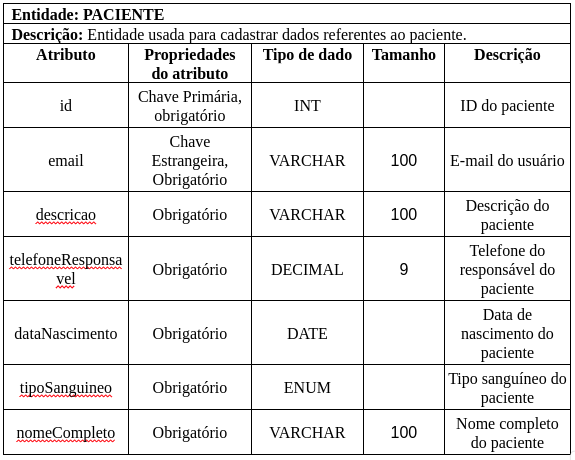 Entidade: PACIENTE
Descrição: Entidade usada para cadastrar dados referentes ao paciente.
Atributo
Propriedades
do atributo
Tipo de dado
Tamanho
Descrição
id
Chave Primária,
obrigatório
INT
ID do paciente
email
Chave
Estrangeira,
Obrigatório
VARCHAR
100
E-mail do usuário
descricao
Obrigatório
VARCHAR
100
Descrição do
paciente
telefoneResponsa
vel
Obrigatório
DECIMAL
9
Telefone do
responsável do
paciente
dataNascimento
Obrigatório
DATE
Data de
nascimento do
paciente
tipoSanguineo
Obrigatório
ENUM
Tipo sanguíneo do
paciente
nomeCompleto
Obrigatório
VARCHAR
100
Nome completo
do paciente